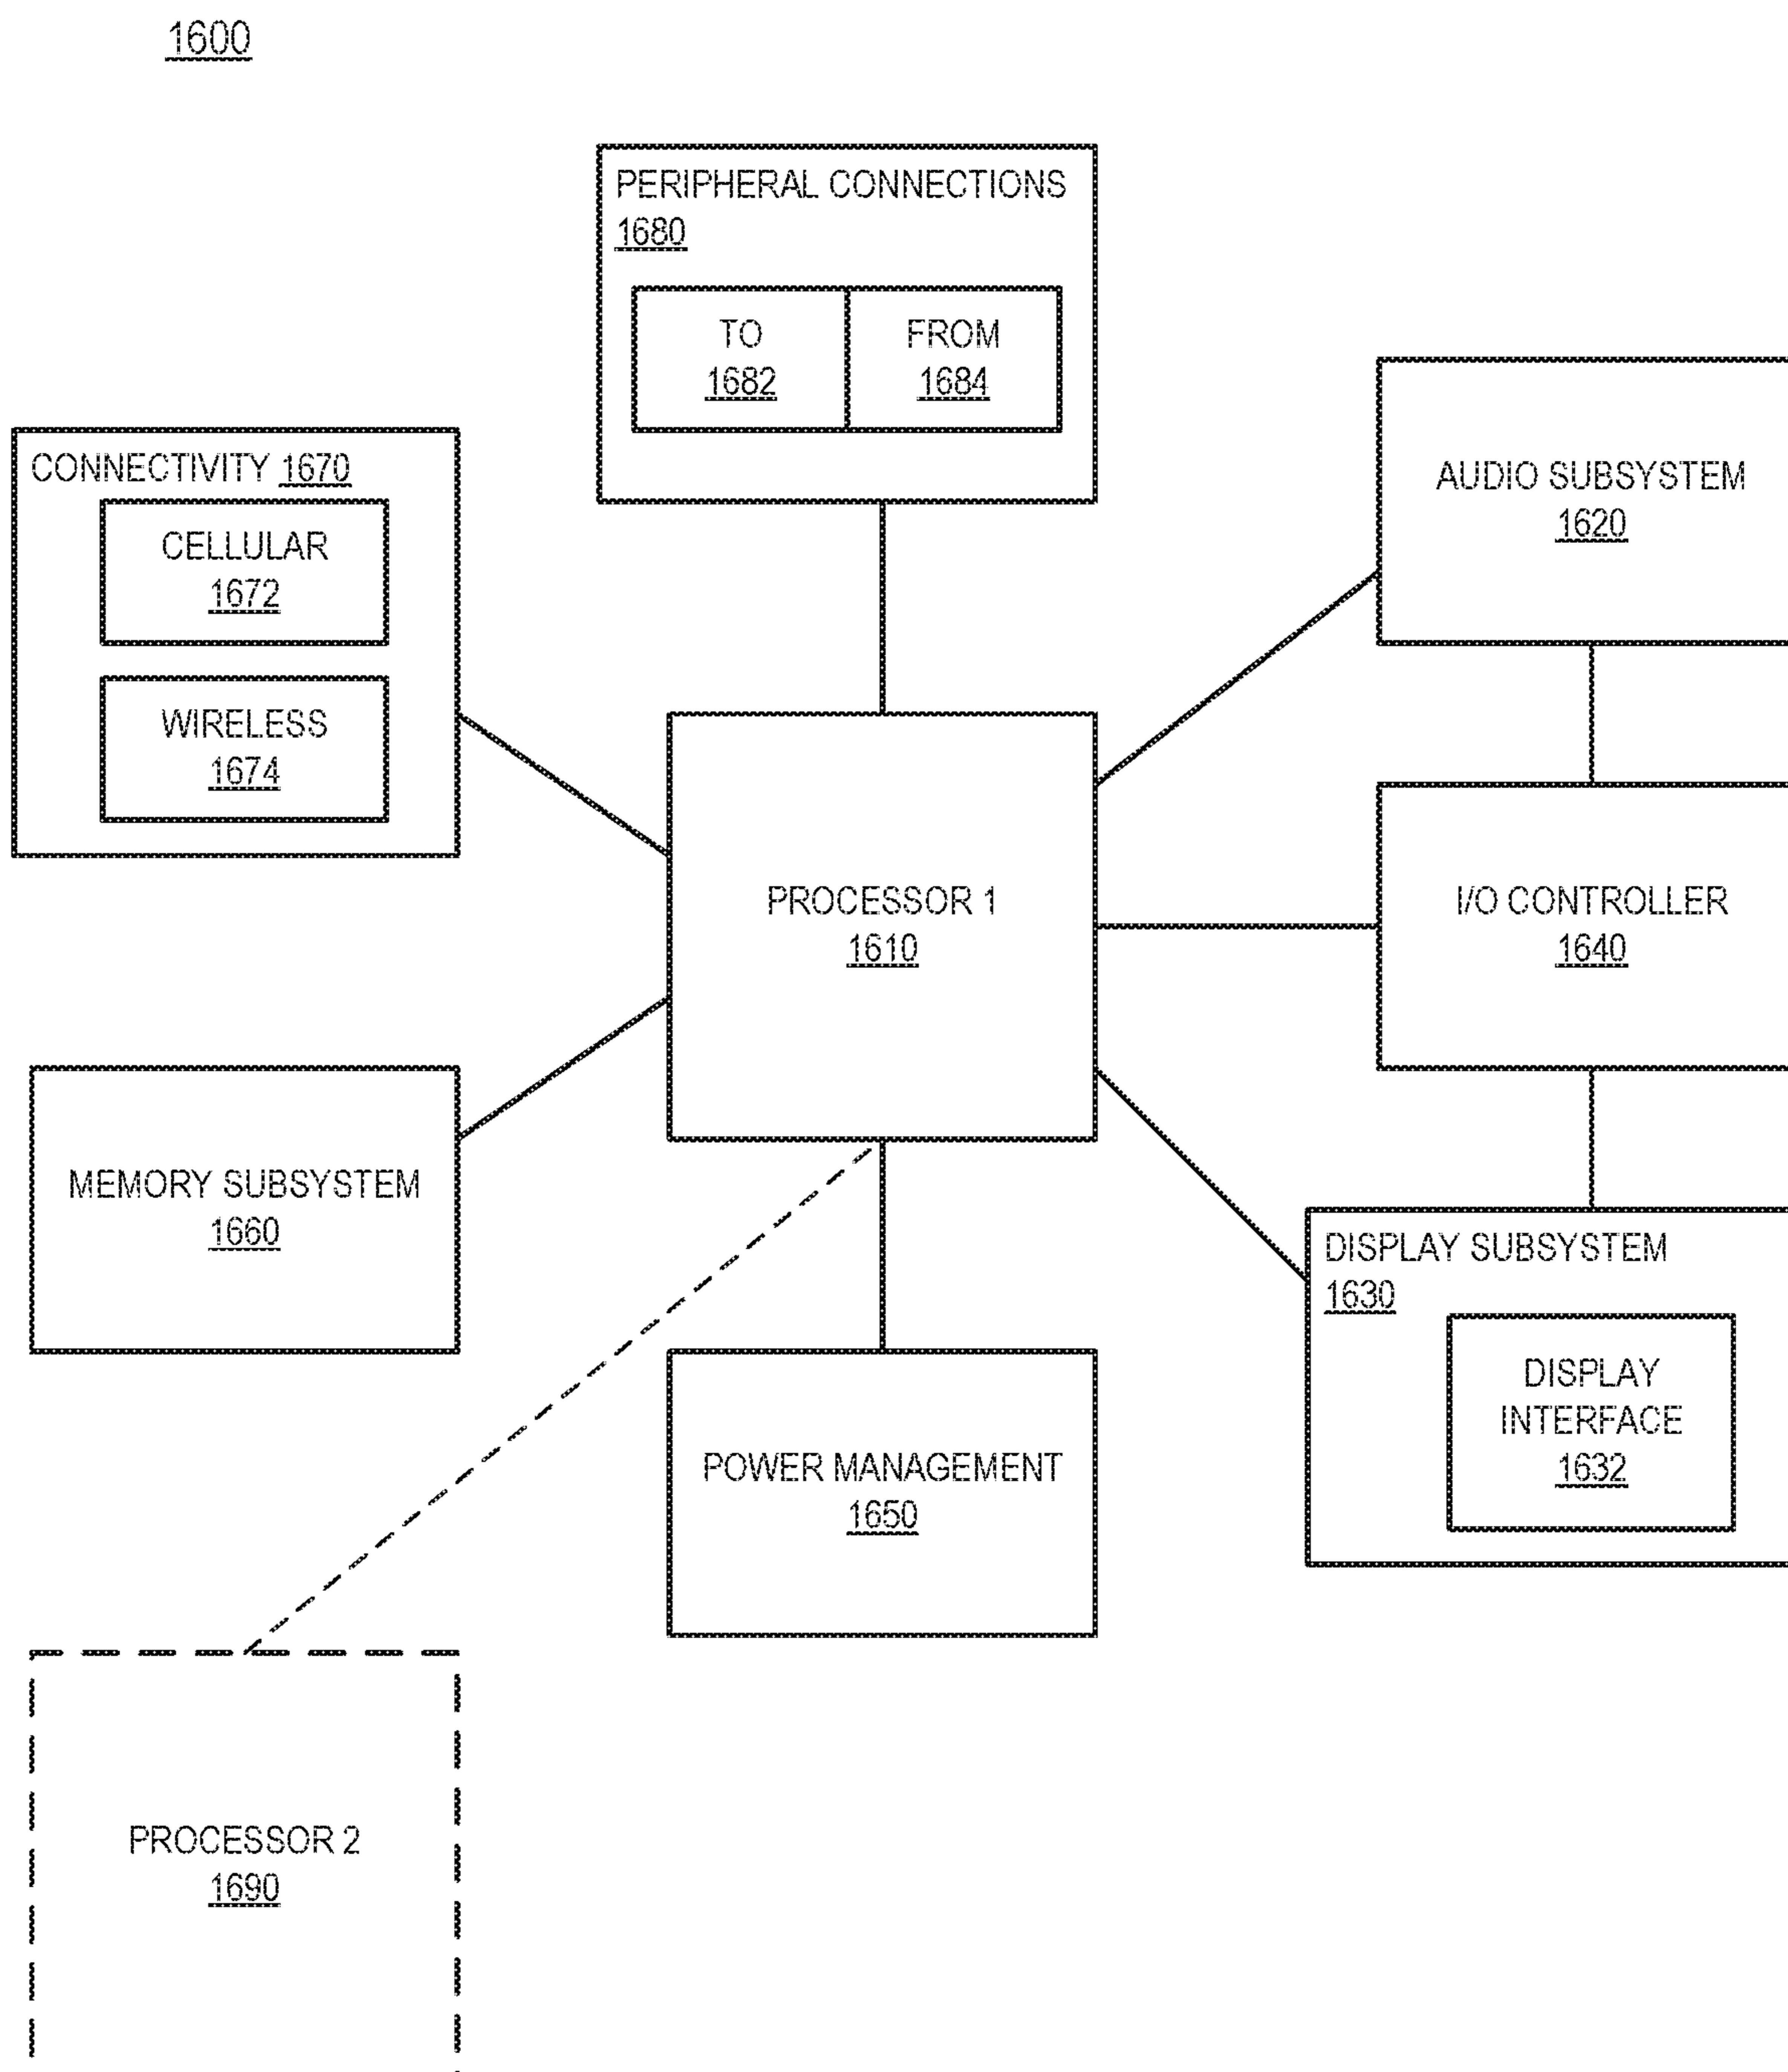 1600
PERIPHERAL CONNECTIONS
1680
TO
1682
FROM
1684
CONNECTIVITY 1670
CELLULAR
1672
WIRELESS
1674
AUDIO SUBSYSTEM
1620
PROCESSOR 1
1610
I/O CONTROLLER
1640
MEMORY SUBSYSTEM
1660
DISPLAY SUBSYSTEM
1630
DISPLAY
INTERFACE
1632
POWER MANAGEMENT
1650
PROCESSOR 2
1690